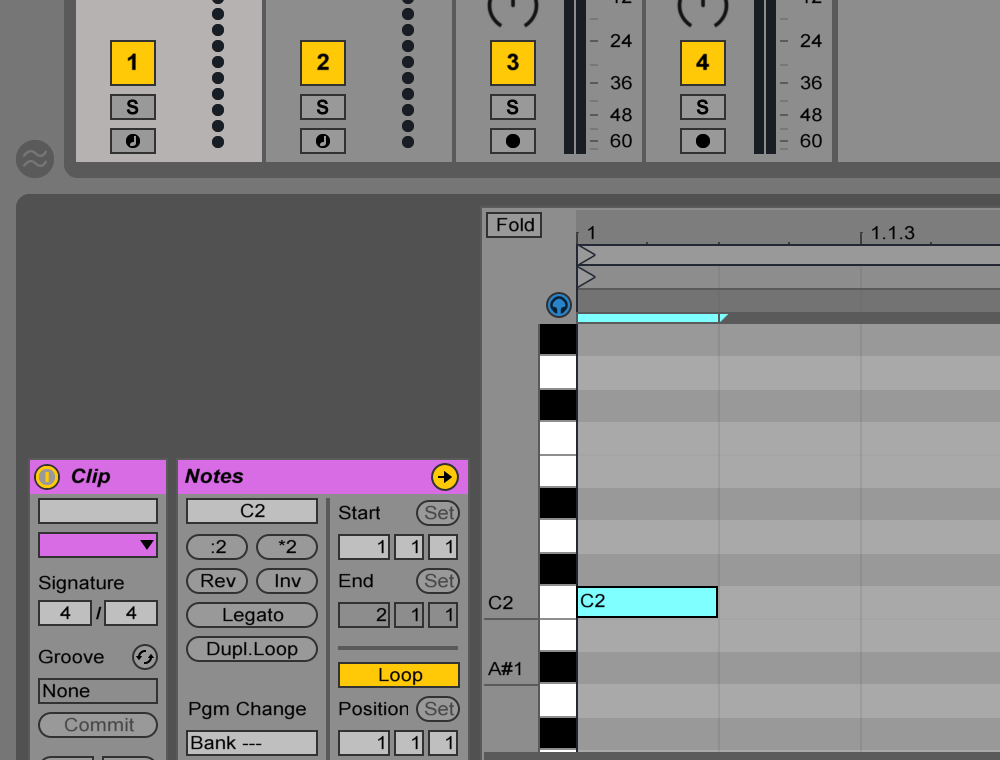 12 12
24 24
36 36
48 48
60 60
1 2 3 4
S S S S
Fold
1 1.1.3
C2
C2
A#1
Clip
Signature
4 / 4
Groove
None
Commit
Notes
C2
:2 *2
Rev Inv
Legato
Dupl.Loop
Pgm Change
Bank ---
Start Set
1 1 1
End Set
2 1 1
Loop
Position Set
1 1 1